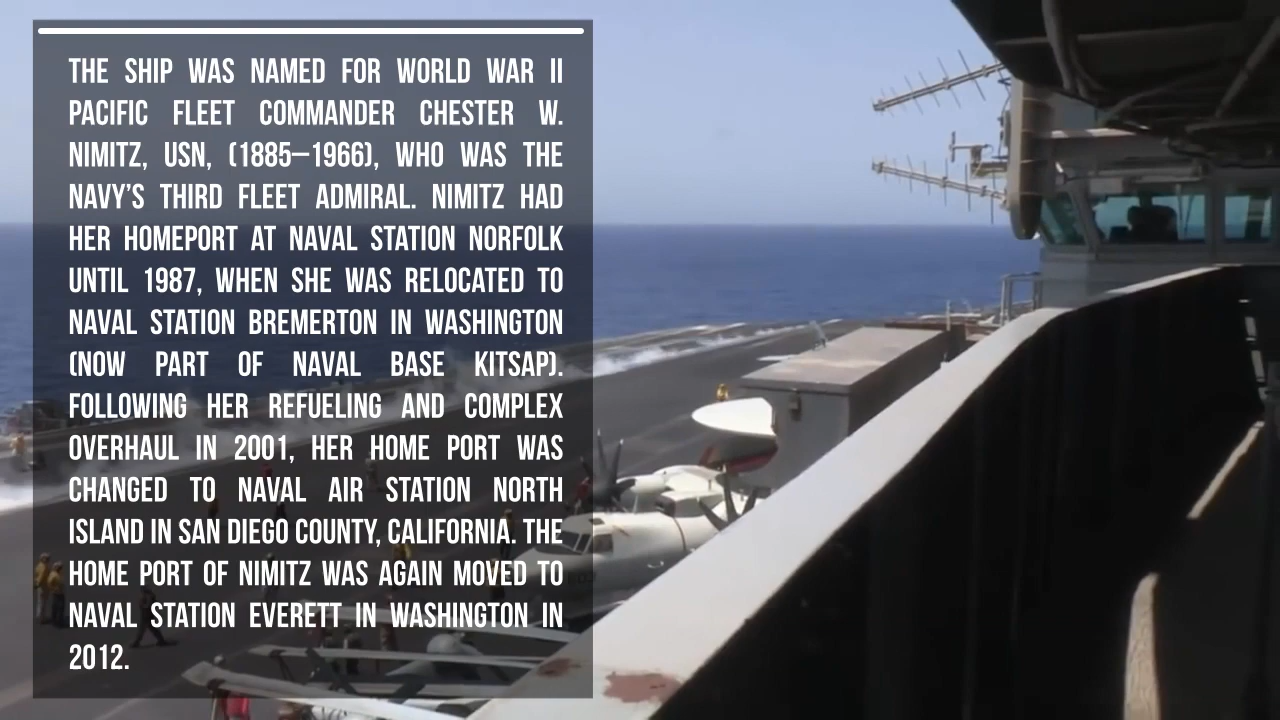 THE SHIP WAS NAMED FOR WORLD WAR II
PACIFIC FLEET COMMANDER CHESTER W.
NIMITZ, USN, (1885–1966), WHO WAS THE
NAVY'S THIRD FLEET ADMIRAL. NIMITZ HAD
HER HOMEPORT AT NAVAL STATION NORFOLK
UNTIL 1987, WHEN SHE WAS RELOCATED TO
NAVAL STATION BREMERTON IN WASHINGTON
(NOW PART OF NAVAL BASE KITSAP).
FOLLOWING HER REFUELING AND COMPLEX
OVERHAUL IN 2001, HER HOME PORT WAS
CHANGED TO NAVAL AIR STATION NORTH
ISLAND IN SAN DIEGO COUNTY, CALIFORNIA. THE
HOME PORT OF NIMITZ WAS AGAIN MOVED TO
NAVAL STATION EVERETT IN WASHINGTON IN
2012.